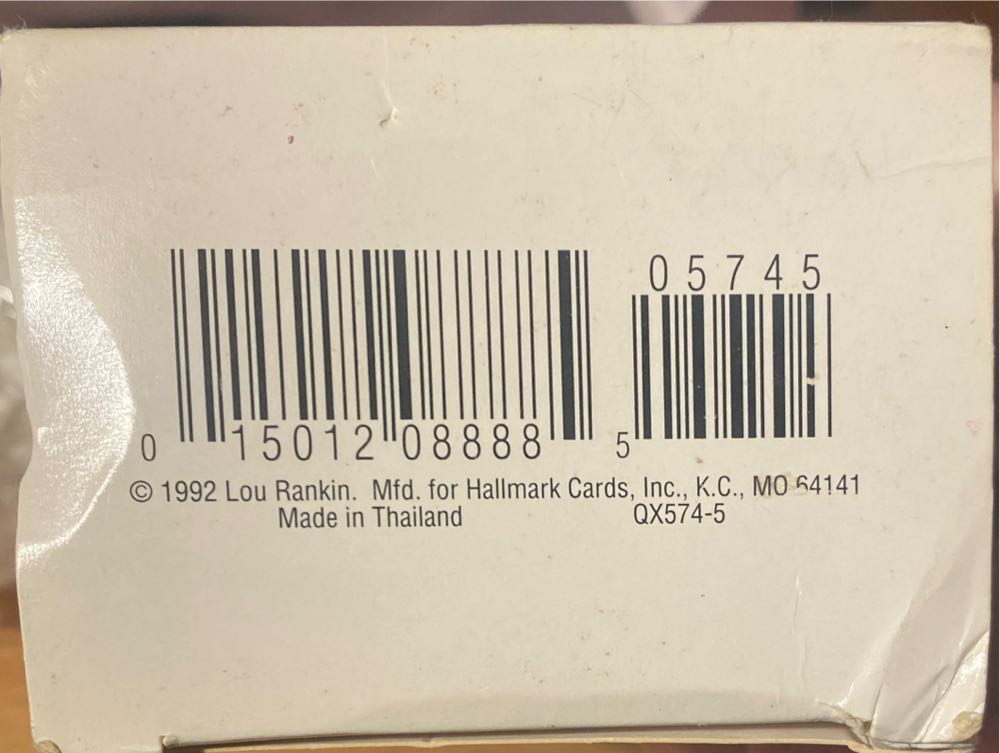 05745
0 15012 08888 5
© 1992 Lou Rankin. Mfd. for Hallmark Cards, Inc., K.C., MO 64141
Made in Thailand QX574-5